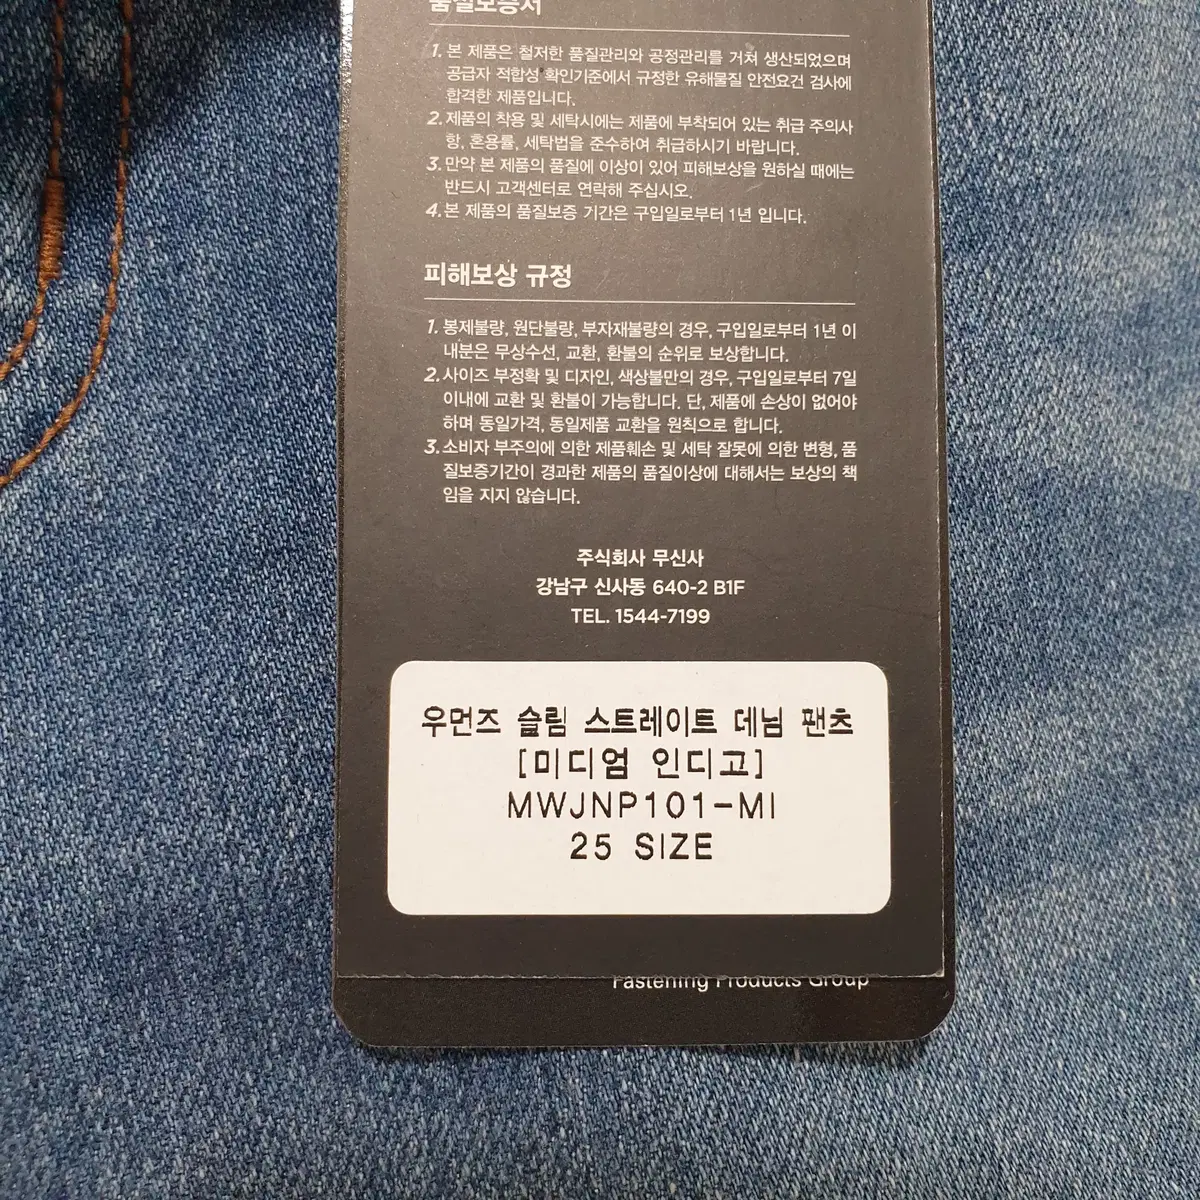 품질보증서
1. 본 제품은 철저한 품질관리와 공정관리를 거쳐 생산되었으며
공급자 적합성 확인기준에서 규정한 유해물질 안전요건 검사에
합격한 제품입니다.
2. 제품의 착용 및 세탁시에는 제품에 부착되어 있는 취급 주의사
항, 혼용률, 세탁법을 준수하여 취급하시기 바랍니다.
3. 만약 본 제품의 품질에 이상이 있어 피해보상을 원하실 때에는
반드시 고객센터로 연락해 주십시오.
4. 본 제품의 품질보증 기간은 구입일로부터 1년 입니다.
피해보상 규정
1. 봉제불량, 원단불량, 부자재불량의 경우, 구입일로부터 1년 이
내분은 무상수선, 교환, 환불의 순위로 보상합니다.
2. 사이즈 부정확 및 디자인, 색상불만의 경우, 구입일로부터 7일
이내에 교환 및 환불이 가능합니다. 단, 제품에 손상이 없어야
하며 동일가격, 동일제품 교환을 원칙으로 합니다.
3. 소비자 부주의에 의한 제품훼손 및 세탁 잘못에 의한 변형, 품
질보증기간이 경과한 제품의 품질이상에 대해서는 보상의 책
임을 지지 않습니다.
주식회사 무신사
강남구 신사동 640-2 B1F
TEL. 1544-7199
우먼즈 슬림 스트레이트 데님 팬츠
[미디엄 인디고]
MWJNP101-MI
25 SIZE
Fastening Products Group